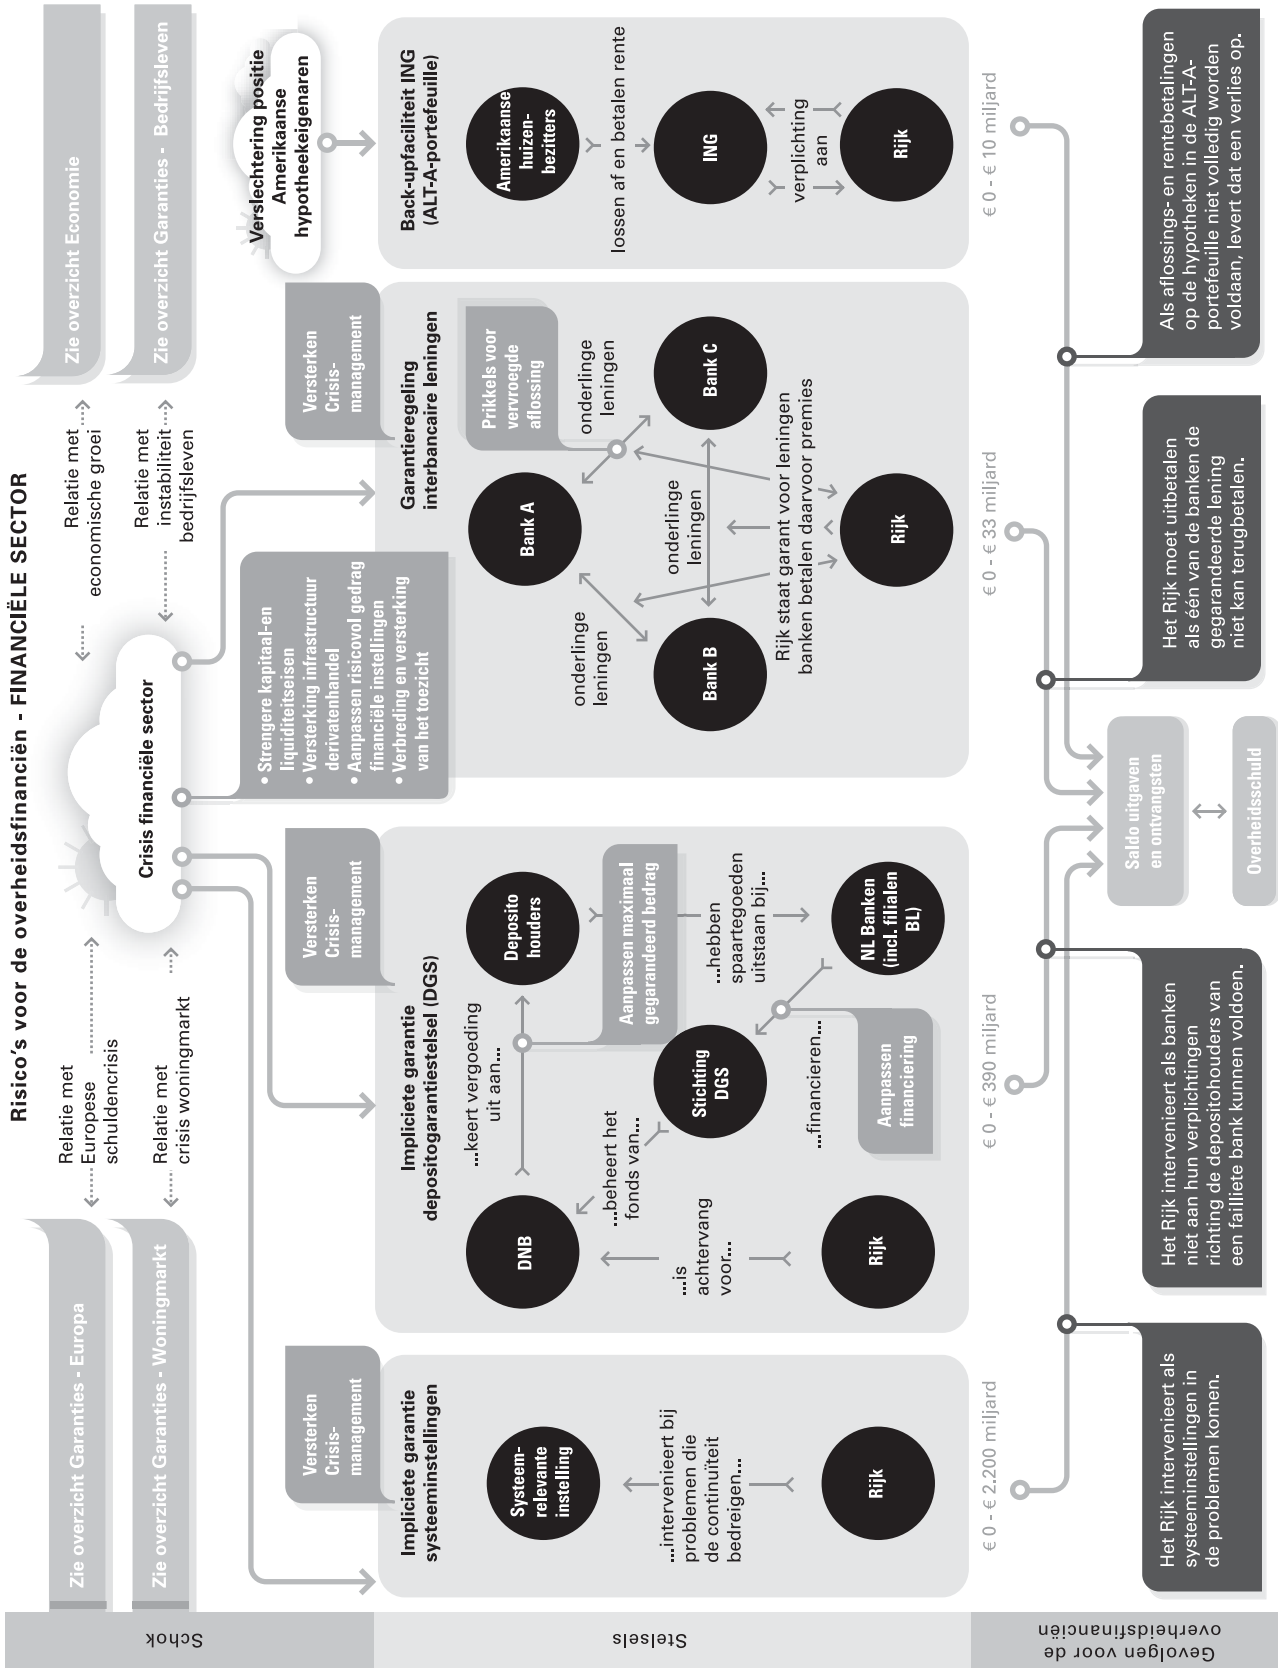 Risico's voor de overheidsfinanciën - FINANCIËLE SECTOR
Schok
Zie overzicht Garanties - Europa
Zie overzicht Garanties - Woningmarkt
Relatie met
Europese
schuldencrisis
Relatie met
crisis woningmarkt
Crisis financiële sector
Relatie met
economische groei
Relatie met
instabiliteit
bedrijfsleven
Zie overzicht Economie
Zie overzicht Garanties - Bedrijfsleven
• Strengere kapitaal-en
liquiditeitseisen
• Versterking infrastructuur
derivatenhandel
• Aanpassen risicovol gedrag
financiële instellingen
• Verbreding en versterking
van het toezicht
Verslechtering positie
Amerikaanse
hypotheekeigenaren
Stelsels
Versterken
Crisis-
management
Impliciete garantie
systeeminstellingen
Systeem-
relevante
instelling
...intervenieert bij
problemen die
de continuïteit
bedreigen...
Rijk
€ 0 - € 2.200 miljard
Versterken
Crisis-
management
Impliciete garantie
depositogarantiestelsel (DGS)
DNB
...keert vergoeding
uit aan...
Deposito
houders
Aanpassen maximaal
gegarandeerd bedrag
...beheert het
fonds van...
Stichting
DGS
...hebben
spaartegoeden
uitstaan bij...
...is
achtervang
voor...
Rijk
...financieren...
NL Banken
(incl. filialen
BL)
Aanpassen
financiering
€ 0 - € 390 miljard
Versterken
Crisis-
management
Garantieregeling
interbancaire leningen
Prikkels voor
vervroegde
aflossing
Bank A
onderlinge
leningen
onderlinge
leningen
onderlinge
leningen
Bank B
Bank C
Rijk staat garant voor leningen
banken betalen daarvoor premies
Rijk
€ 0 - € 33 miljard
Back-upfaciliteit ING
(ALT-A-portefeuille)
Amerikaanse
huizen-
bezitters
lossen af en betalen rente
ING
verplichting
aan
Rijk
€ 0 - € 10 miljard
Gevolgen voor de
overheidsfinanciën
Het Rijk intervenieert als
systeeminstellingen in
de problemen komen.
Het Rijk intervenieert als banken
niet aan hun verplichtingen
richting de depositohouders van
een failliete bank kunnen voldoen.
Saldo uitgaven
en ontvangsten
Overheidsschuld
Het Rijk moet uitbetalen
als één van de banken de
gegarandeerde lening
niet kan terugbetalen.
Als aflossings- en rentebetalingen
op de hypotheken in de ALT-A-
portefeuille niet volledig worden
voldaan, levert dat een verlies op.